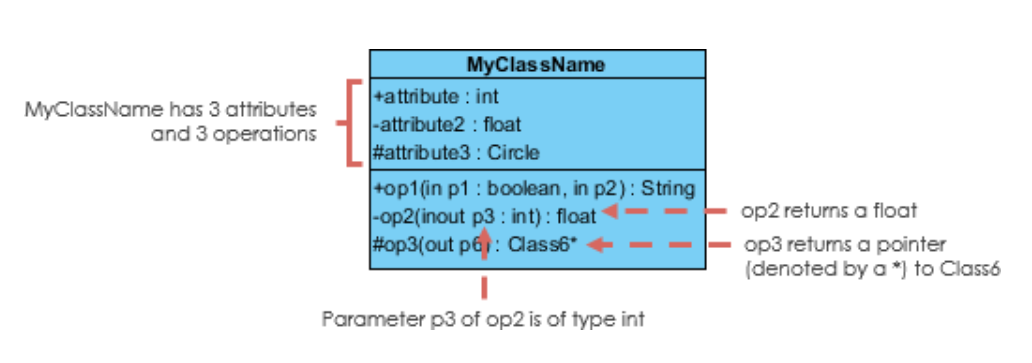 MyClassName
+attribute : int
-attribute2 : float
#attribute3 : Circle
+op1(in p1 : boolean, in p2) : String
-op2(inout p3 : int) : float
#op3(out p6) : Class6*
MyClassName has 3 attributes
and 3 operations
op2 returns a float
op3 returns a pointer
(denoted by a *) to Class6
Parameter p3 of op2 is of type int